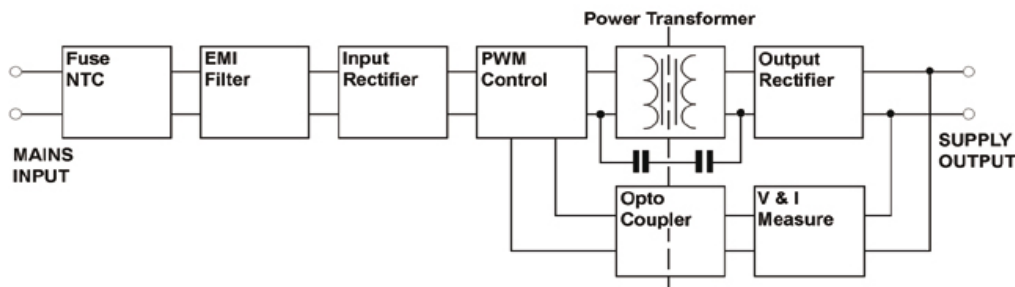 Power Transformer
Fuse
NTC
EMI
Filter
Input
Rectifier
PWM
Control
Output
Rectifier
MAINS
INPUT
SUPPLY
OUTPUT
Opto
Coupler
V & I
Measure